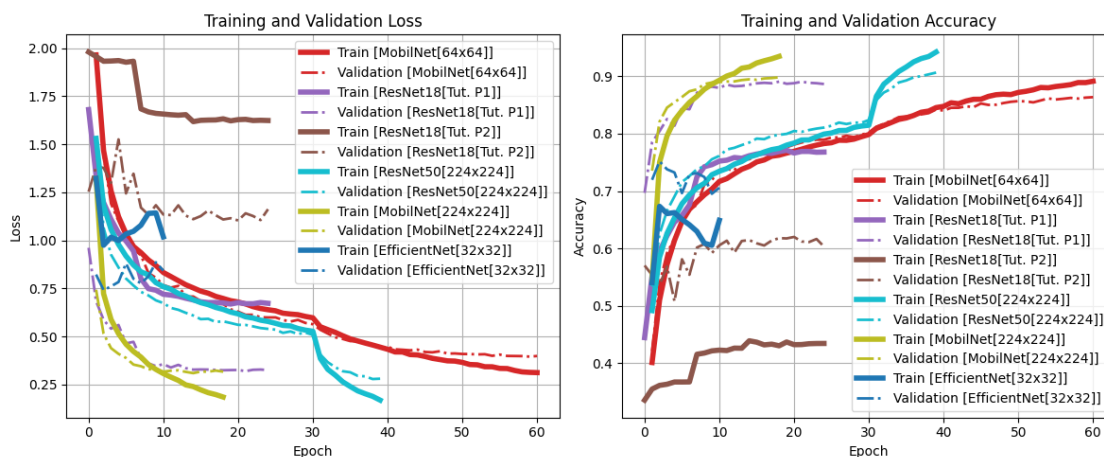 Training and Validation Loss
2.00
1.75
1.50
1.25
1.00
0.75
0.50
0.25
Loss
0
10
20
30
40
50
60
Epoch
Train [MobilNet[64x64]]
Validation [MobilNet[64x64]]
Train [ResNet18[Tut. P1]]
Validation [ResNet18[Tut. P1]]
Train [ResNet18[Tut. P2]]
Validation [ResNet18[Tut. P2]]
Train [ResNet50[224x224]]
Validation [ResNet50[224x224]]
Train [MobilNet[224x224]]
Validation [MobilNet[224x224]]
Train [EfficientNet[32x32]]
Validation [EfficientNet[32x32]]
Training and Validation Accuracy
0.9
0.8
0.7
0.6
0.5
0.4
Accuracy
0
10
20
30
40
50
60
Epoch
Train [MobilNet[64x64]]
Validation [MobilNet[64x64]]
Train [ResNet18[Tut. P1]]
Validation [ResNet18[Tut. P1]]
Train [ResNet18[Tut. P2]]
Validation [ResNet18[Tut. P2]]
Train [ResNet50[224x224]]
Validation [ResNet50[224x224]]
Train [MobilNet[224x224]]
Validation [MobilNet[224x224]]
Train [EfficientNet[32x32]]
Validation [EfficientNet[32x32]]